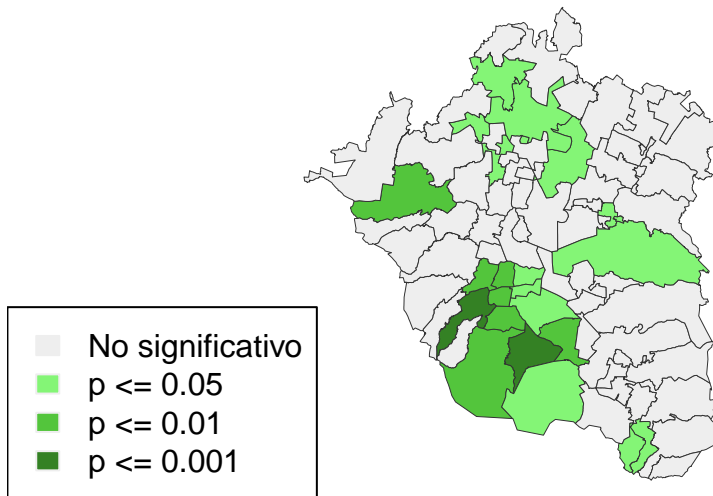 No significativo
p <= 0.05
p <= 0.01
p <= 0.001